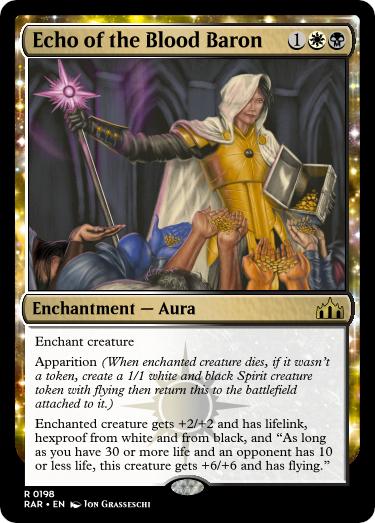 Echo of the Blood Baron 1
Enchantment — Aura
Enchant creature
Apparition (When enchanted creature dies, if it wasn't
a token, create a 1/1 white and black Spirit creature
token with flying then return this to the battlefield
attached to it.)
Enchanted creature gets +2/+2 and has lifelink,
hexproof from white and from black, and “As long
as you have 30 or more life and an opponent has 10
or less life, this creature gets +6/+6 and has flying.”
R 0198
RAR • EN Jon Grasseschi